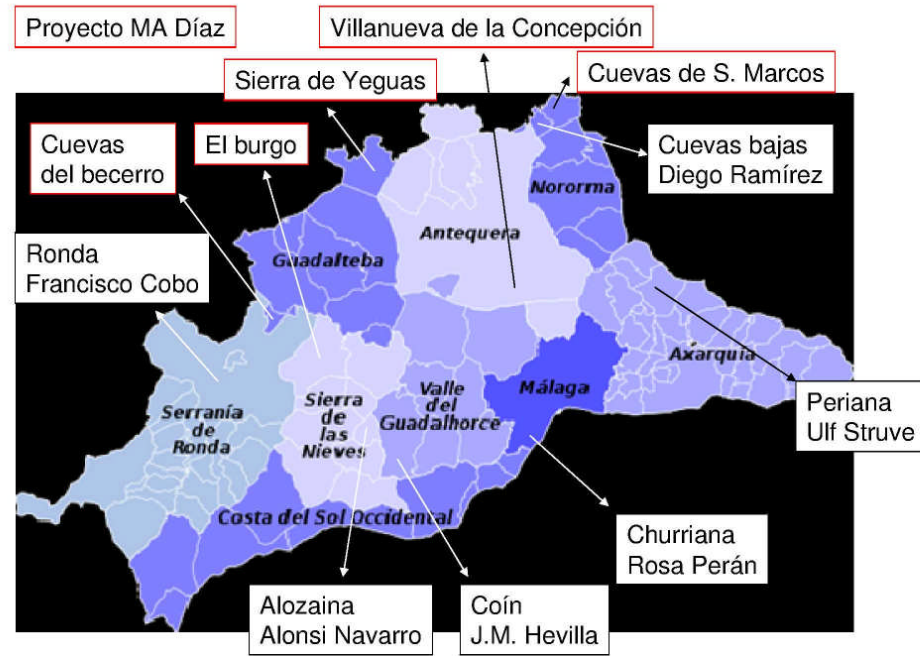 Proyecto MA Díaz
Villanueva de la Concepción
Sierra de Yeguas
Cuevas de S. Marcos
Cuevas
del becerro
El burgo
Cuevas bajas
Diego Ramírez
Nororma
Antequera
Guadalteba
Ronda
Francisco Cobo
Axarquía
Málaga
Valle
del
Guadalhorce
Sierra
de
las
Nieves
Serranía
de
Ronda
Periana
Ulf Struve
Costa del Sol Occidental
Churriana
Rosa Perán
Alozaina
Alonsi Navarro
Coín
J.M. Hevilla